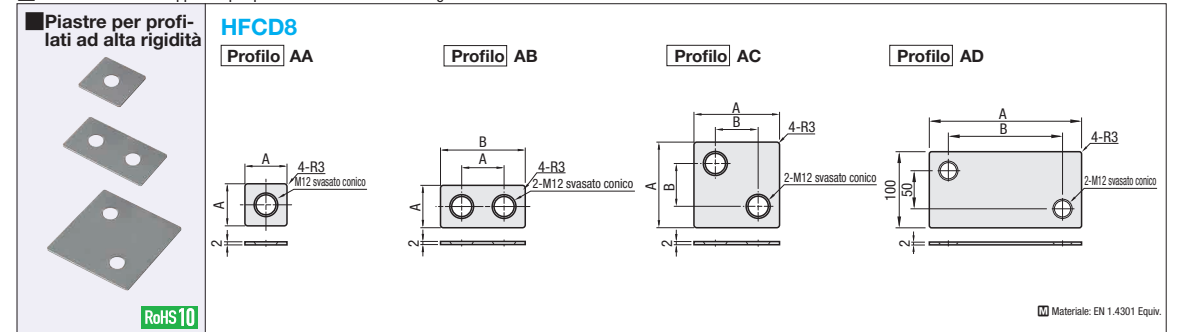 ■Piastre per profi-
lati ad alta rigidità
RoHS10
HFCD8
Profilo AA
A
4-R3
M12 svasato conico
A
2
Profilo AB
B
A
4-R3
2-M12 svasato conico
A
2
Profilo AC
A
B
4-R3
A
B
2-M12 svasato conico
2
Profilo AD
A
B
4-R3
100
50
2-M12 svasato conico
2
M Materiale: EN 1.4301 Equiv.